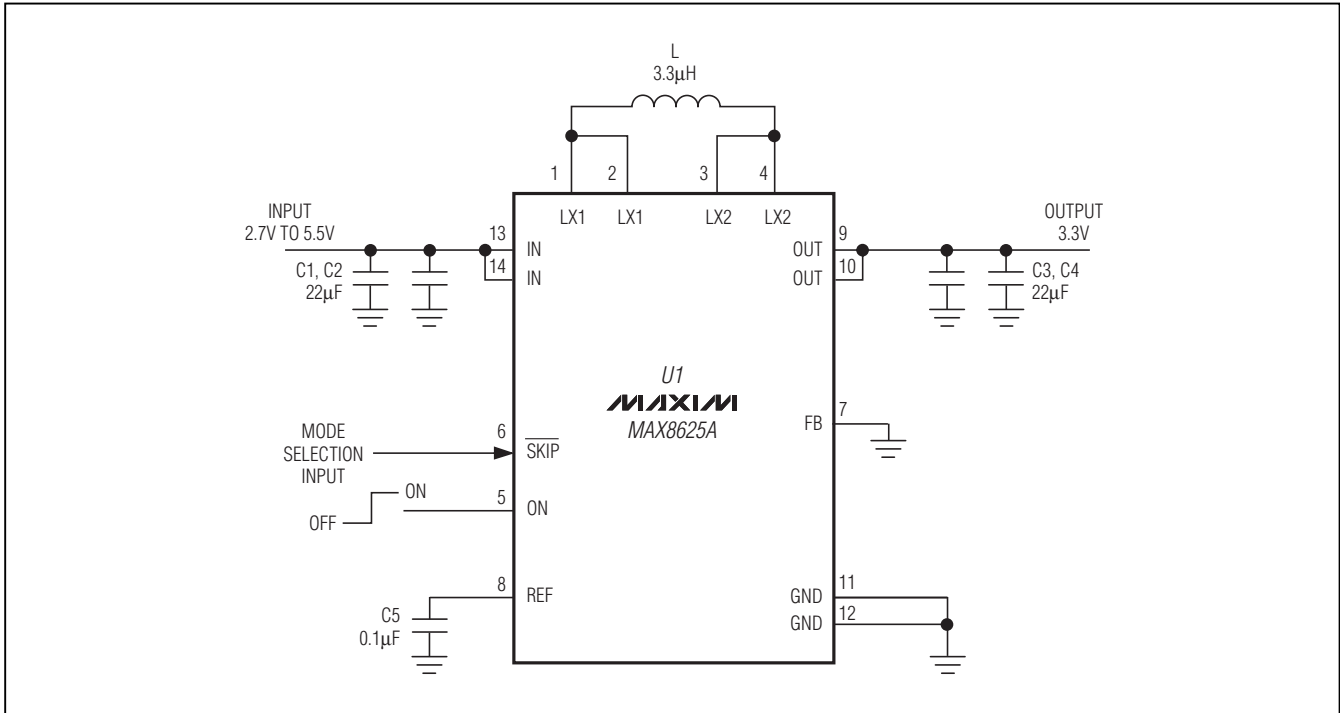 L
3.3µH
1
2
3
4
LX1
LX1
LX2
LX2
INPUT
2.7V TO 5.5V
13
IN
14
IN
C1, C2
22µF
OUTPUT
3.3V
9
OUT
10
OUT
C3, C4
22µF
U1
MAXIM
MAX8625A
7
FB
MODE
SELECTION
INPUT
6
SKIP
ON
OFF
5
ON
8
REF
C5
0.1µF
11
GND
12
GND